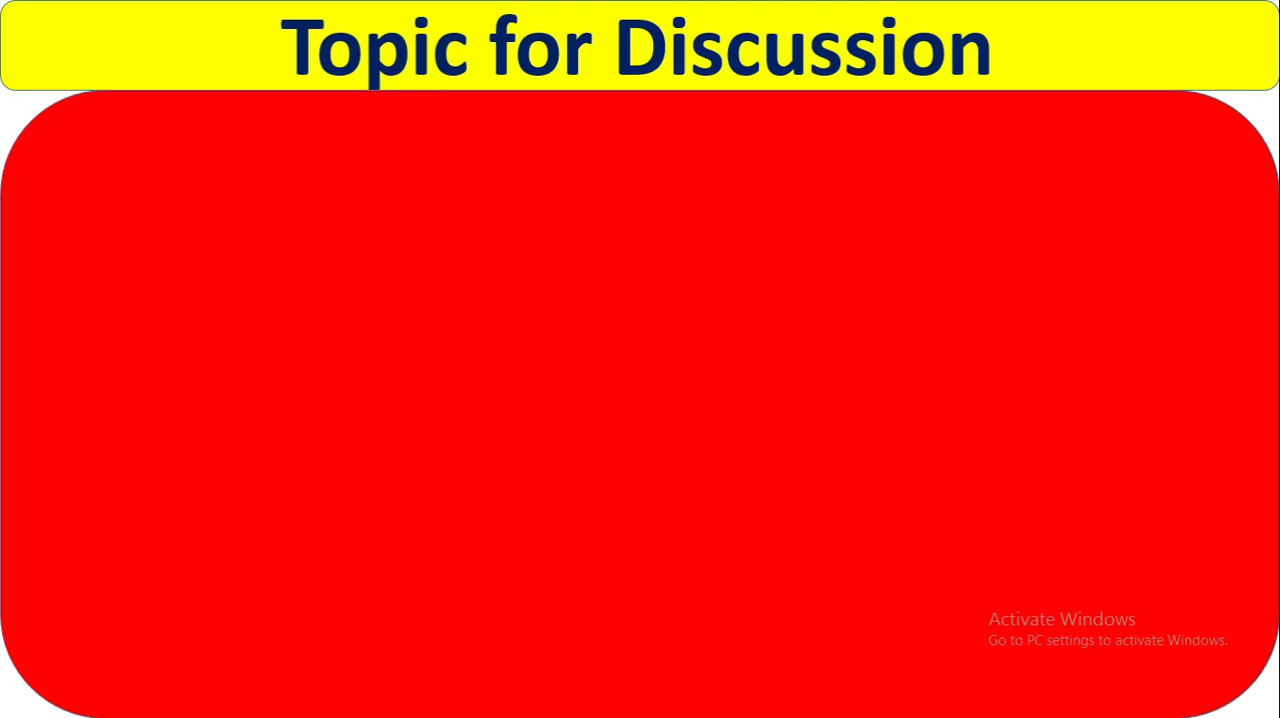 Topic for Discussion
Activate Windows
Go to PC settings to activate Windows.